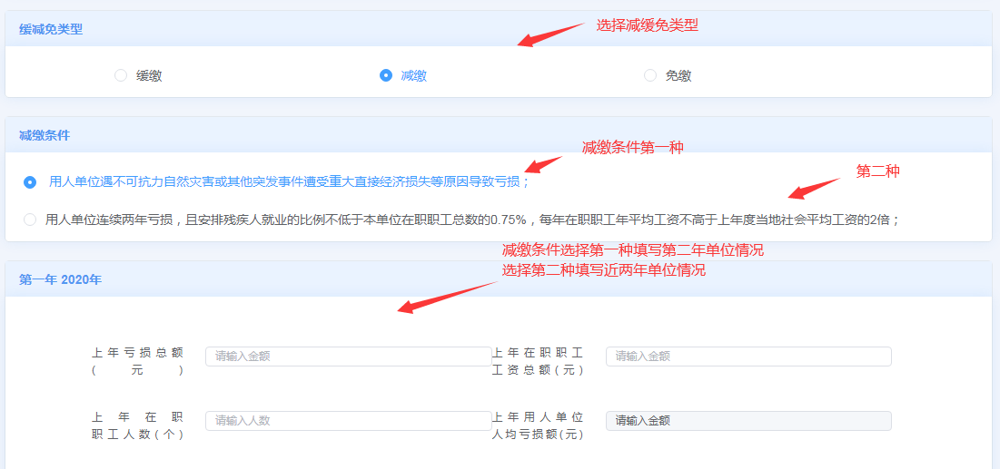 缓减免类型
选择减缓免类型
缓缴
减缴
免缴
减缴条件
减缴条件第一种
用人单位遇不可抗力自然灾害或其他突发事件遭受重大直接经济损失等原因导致亏损；
第二种
用人单位连续两年亏损，且安排残疾人就业的比例不低于本单位在职职工总数的0.75%，每年在职职工年平均工资不高于上年度当地社会平均工资的2倍；
减缴条件选择第一种填写第二年单位情况
选择第二种填写近两年单位情况
第一年 2020年
上年亏损总额
(元)
请输入金额
上年在职职工
工资总额(元)
请输入金额
上年在职
职工人数(个)
请输入人数
上年用人单位
人均亏损额(元)
请输入金额